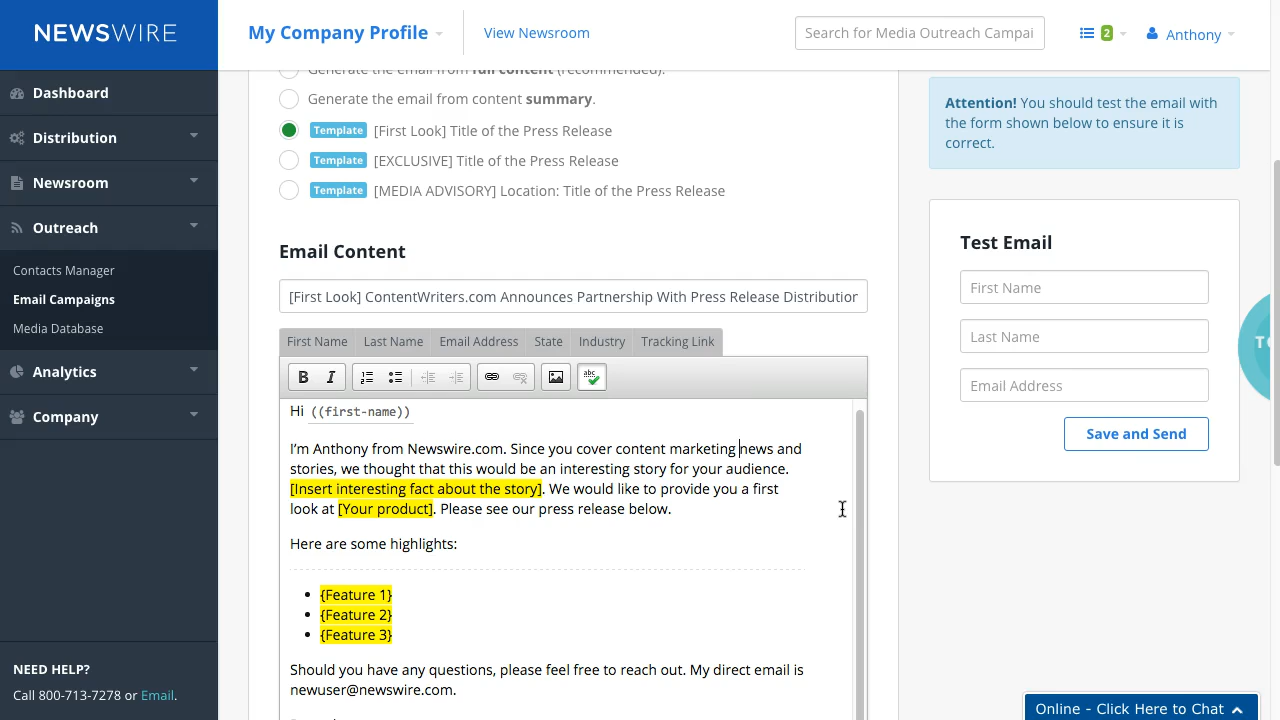 NEWSWIRE
My Company Profile
View Newsroom
Search for Media Outreach Campai
2
Anthony
Dashboard
Distribution
Newsroom
Outreach
Contacts Manager
Email Campaigns
Media Database
Analytics
Company
NEED HELP?
Call 800-713-7278 or Email.
Generate the email from full content (recommended).
Generate the email from content summary.
Template [First Look] Title of the Press Release
Template [EXCLUSIVE] Title of the Press Release
Template [MEDIA ADVISORY] Location: Title of the Press Release
Email Content
[First Look] ContentWriters.com Announces Partnership With Press Release Distribution
First Name Last Name Email Address State Industry Tracking Link
B I abc
Hi ((first-name))
I'm Anthony from Newswire.com. Since you cover content marketing news and
stories, we thought that this would be an interesting story for your audience.
[Insert interesting fact about the story]. We would like to provide you a first
look at [Your product]. Please see our press release below.
Here are some highlights:
• {Feature 1}
• {Feature 2}
• {Feature 3}
Should you have any questions, please feel free to reach out. My direct email is
newuser@newswire.com.
Attention! You should test the email with
the form shown below to ensure it is
correct.
Test Email
First Name
Last Name
Email Address
Save and Send
Online - Click Here to Chat